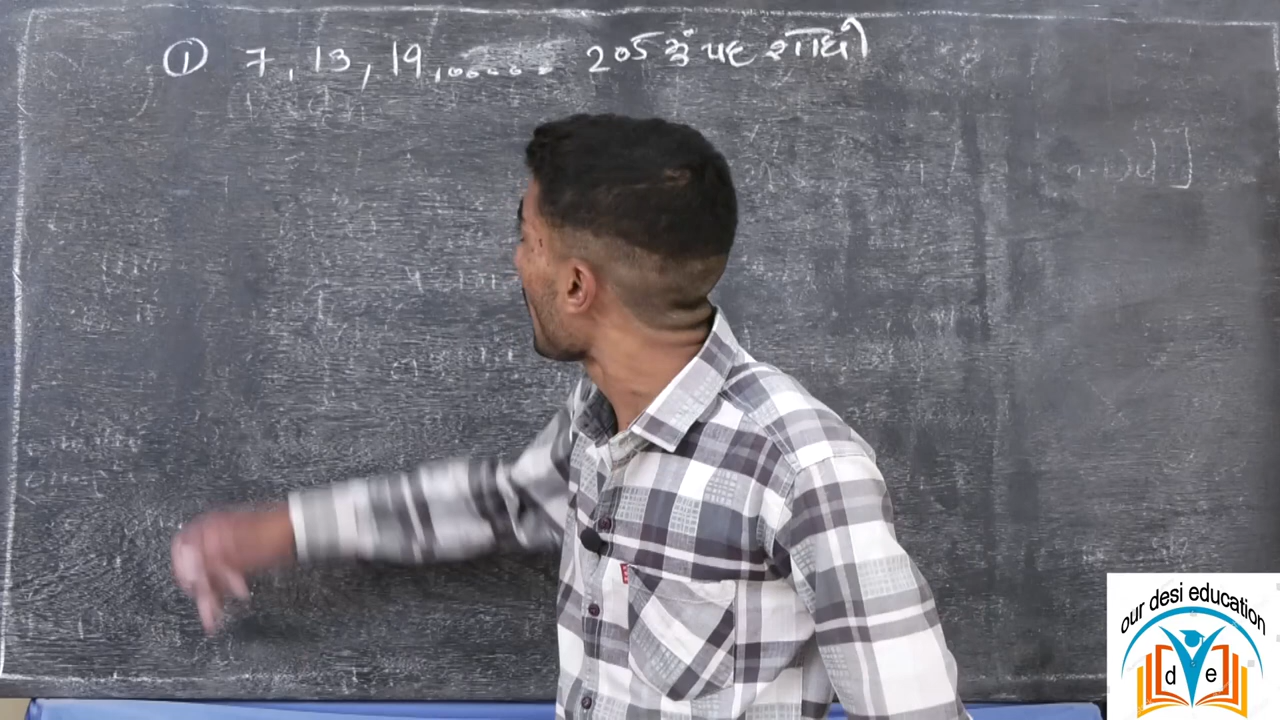 ① 7, 13, 19, ....... 205 મું પદ શોધો
our desi education
d e